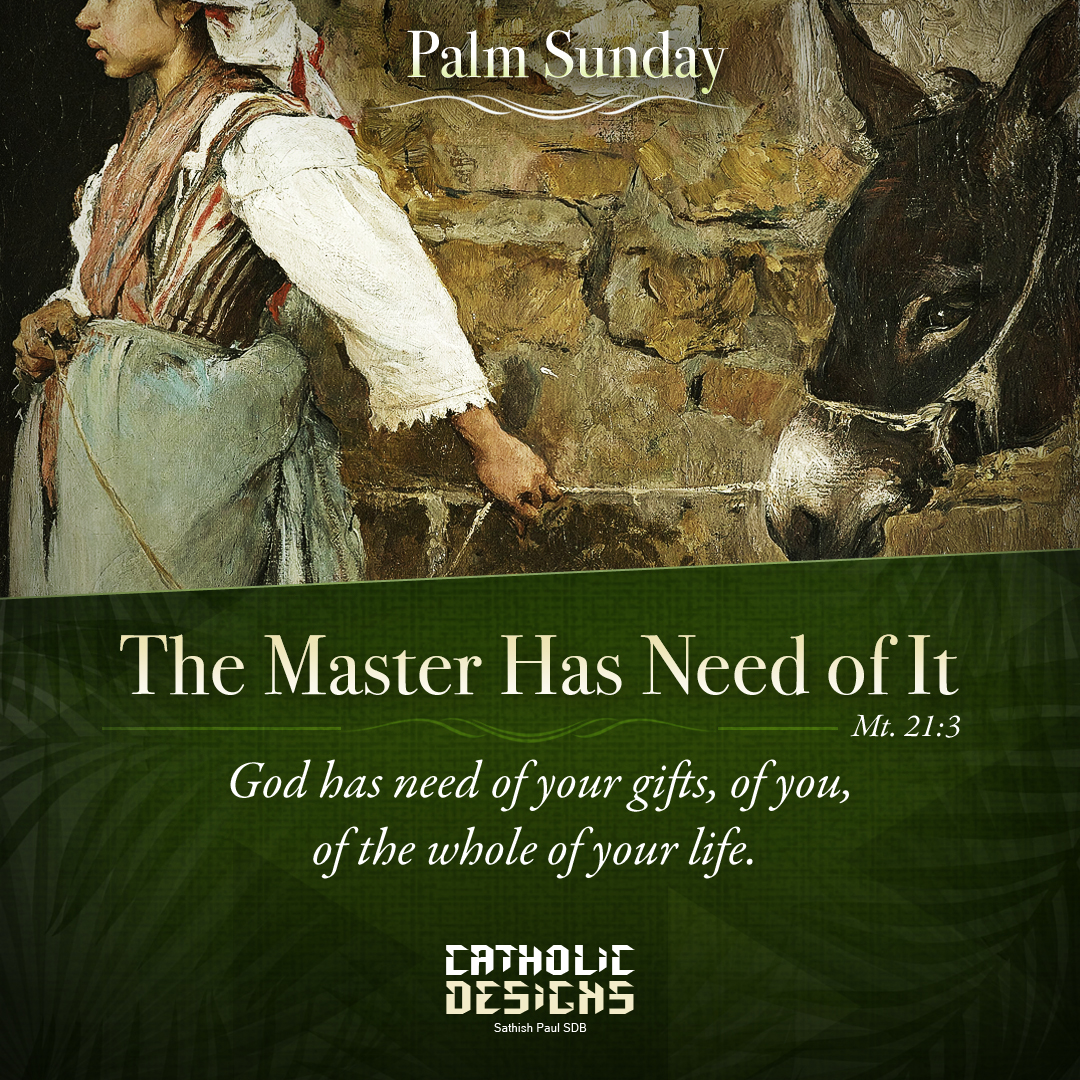 Palm Sunday
The Master Has Need of It
Mt. 21:3
God has need of your gifts, of you,
of the whole of your life.
CATHOLIC
DESIGNS
Sathish Paul SDB